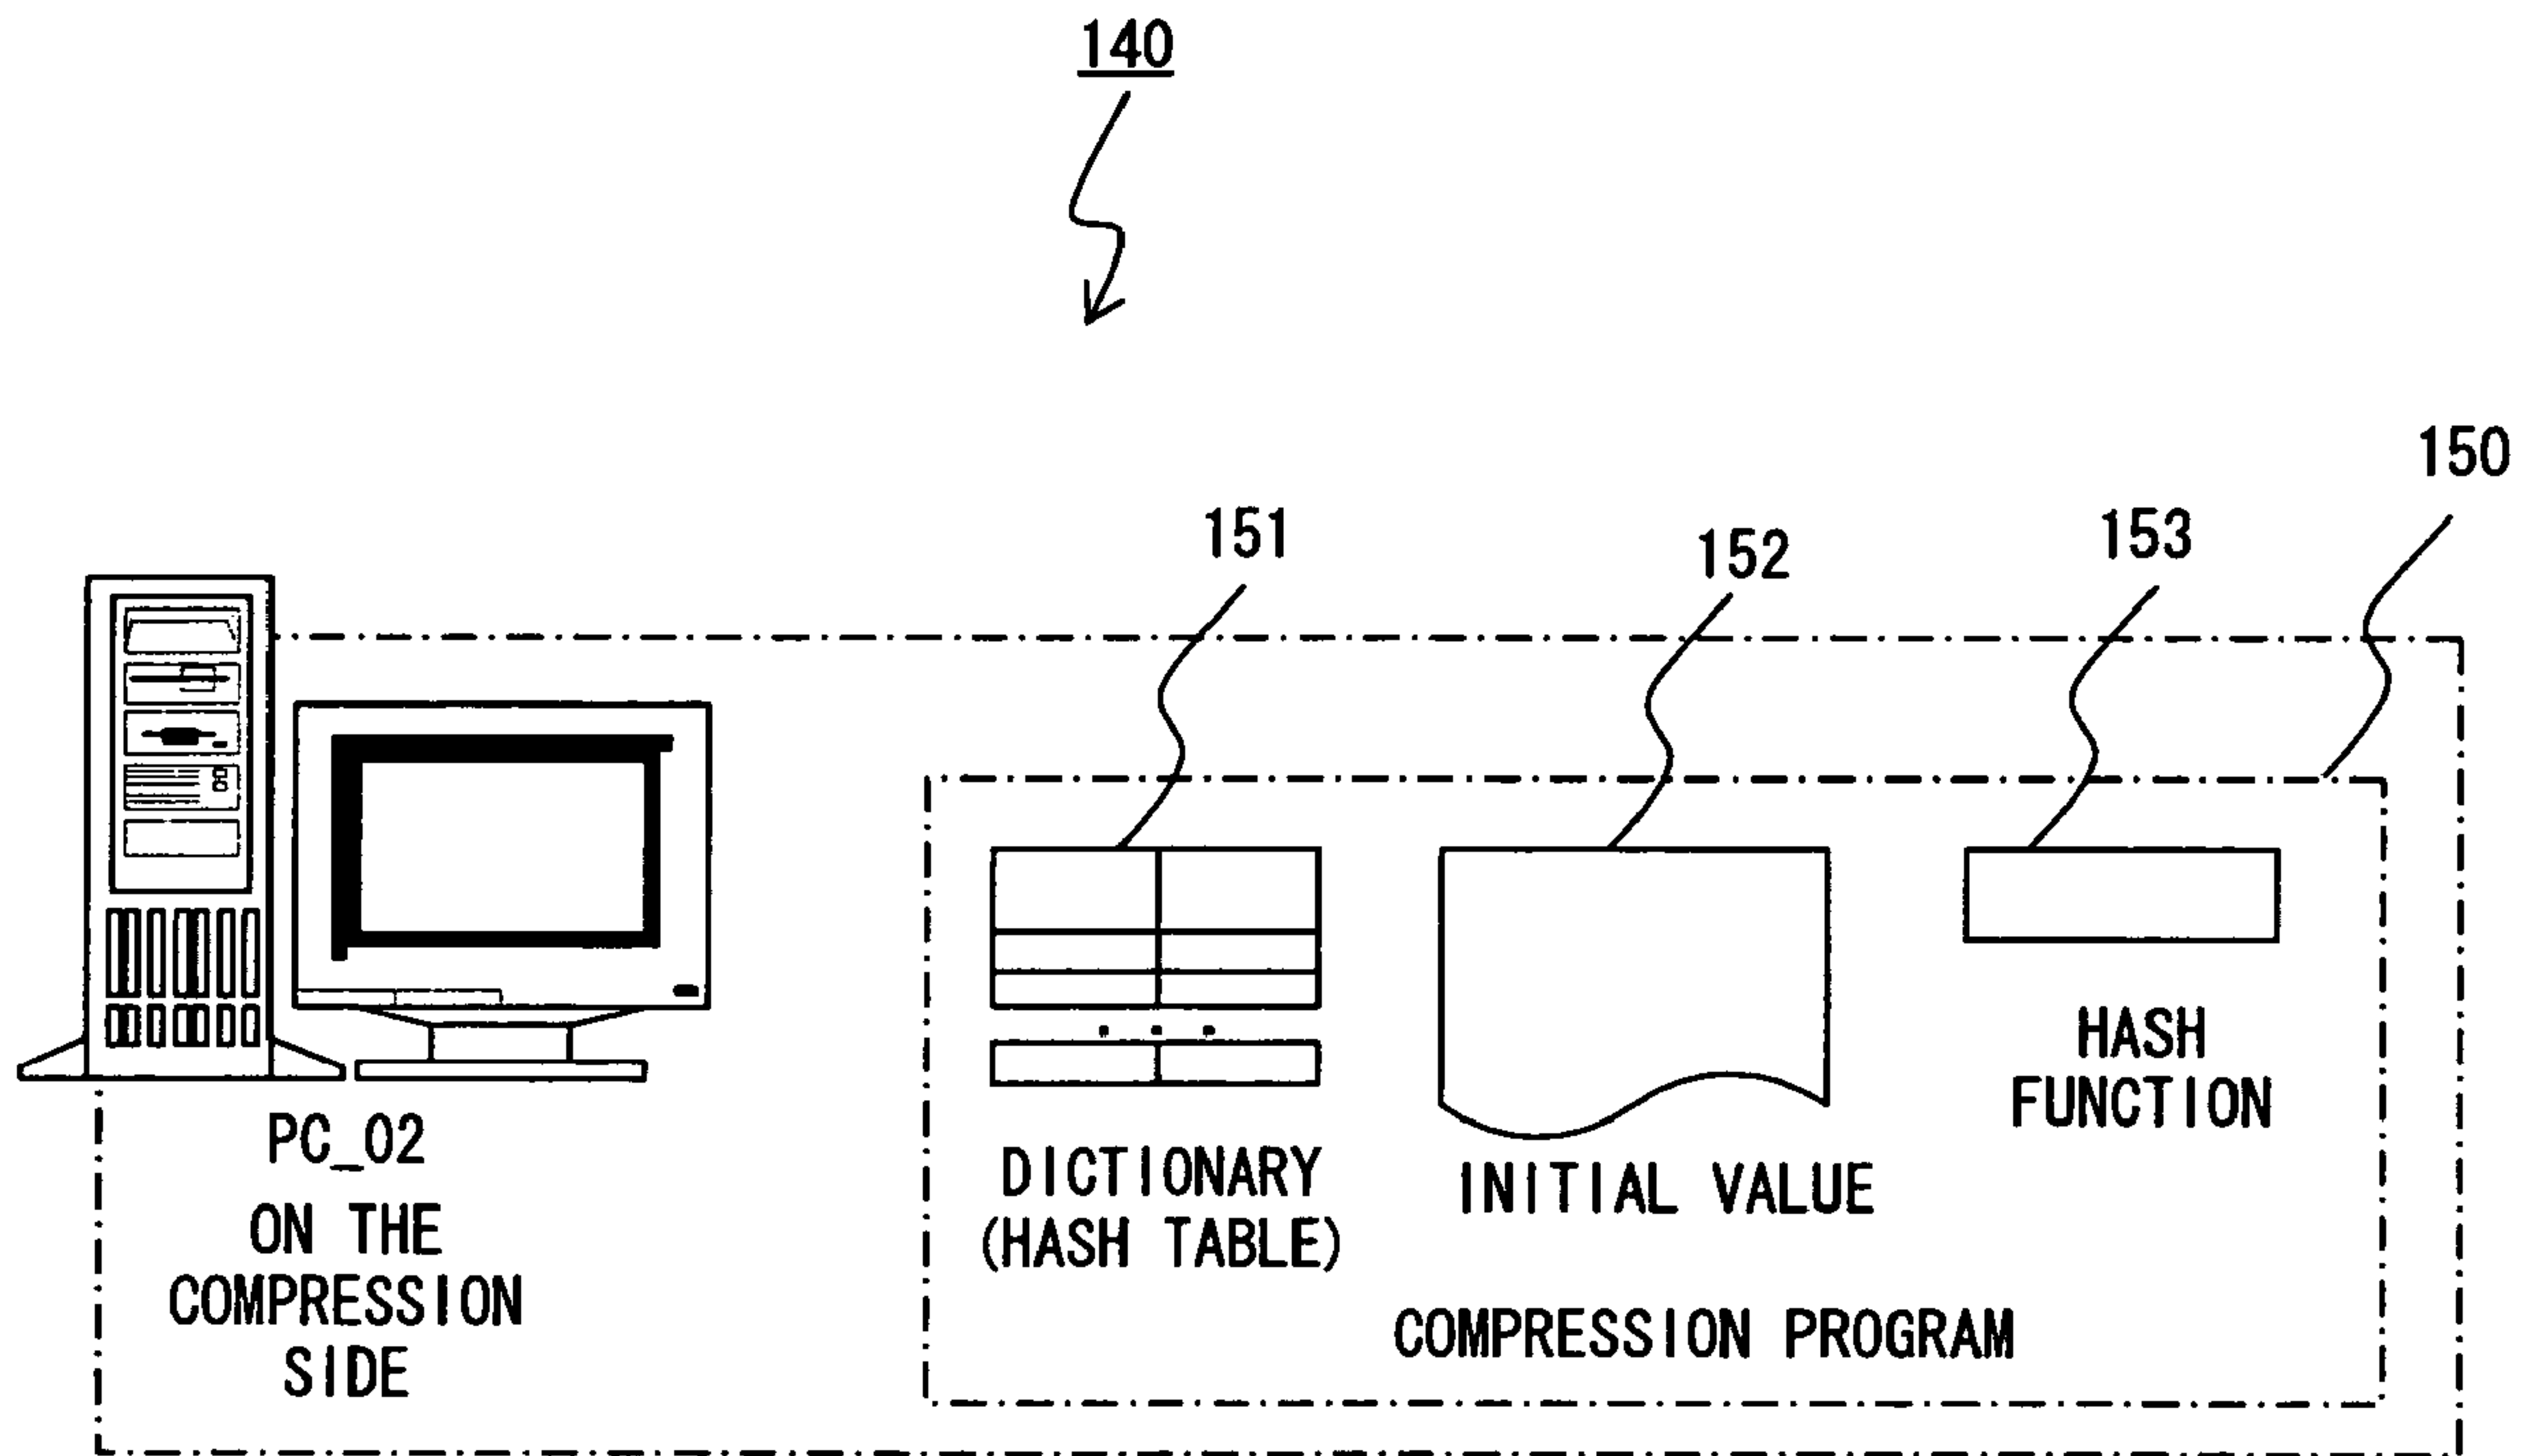 140
150
151
152
153
PC_02
ON THE
COMPRESSION
SIDE
DICTIONARY
(HASH TABLE)
INITIAL VALUE
HASH
FUNCTION
COMPRESSION PROGRAM